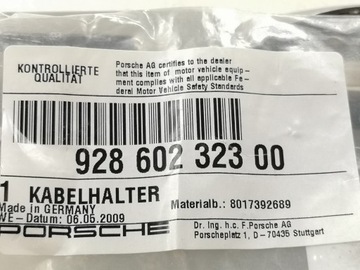 KONTROLLIERTE
QUALITÄT
Porsche AG certifies to the dealer
that this item of motor vehicle equip-
ment complies with all applicable Fe-
deral Motor Vehicle Safety Standards
928 602 323 00
1 KABELHALTER
Made in GERMANY
Materialb.: 8017392689
WE-Datum: 06.05.2009
PORSCHE
Dr. Ing. h.c. F.Porsche AG
Porscheplatz 1, D - 70435 Stuttgart